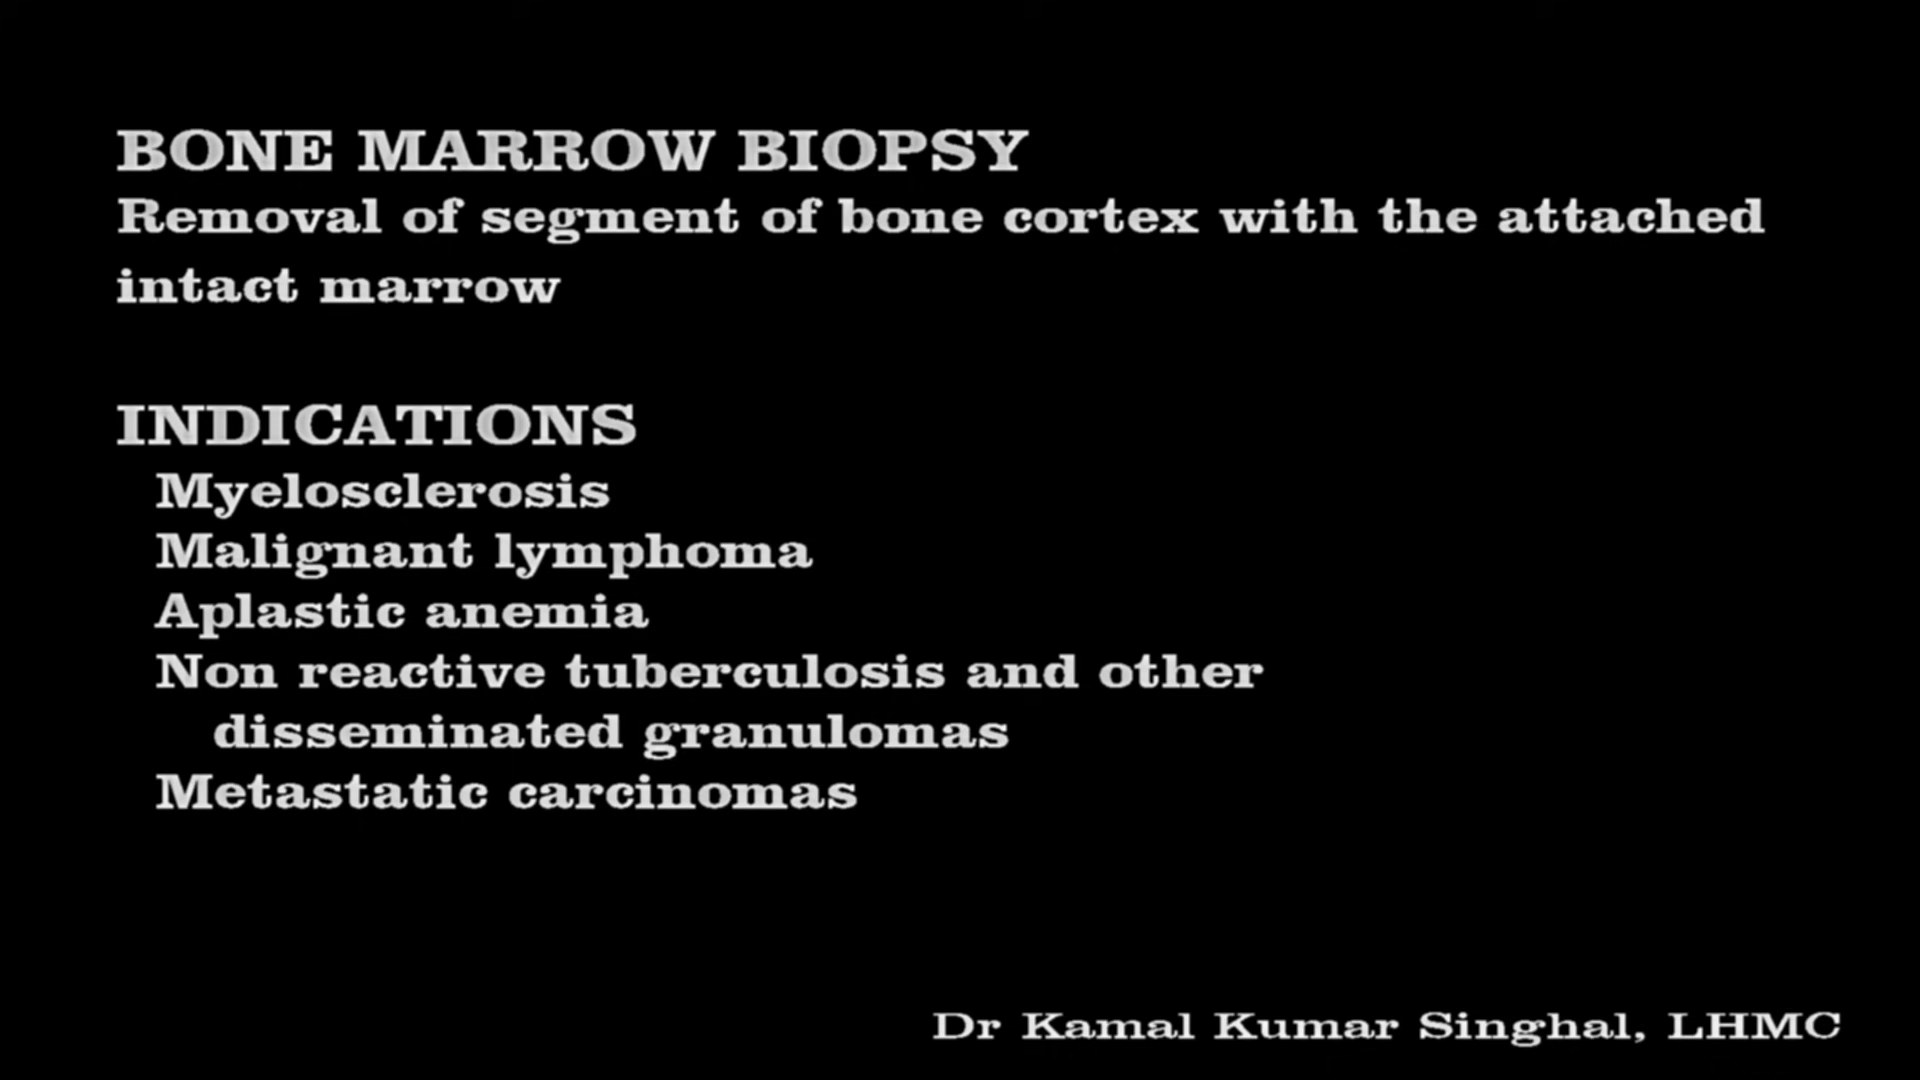 BONE MARROW BIOPSY
Removal of segment of bone cortex with the attached
intact marrow
INDICATIONS
Myelosclerosis
Malignant lymphoma
Aplastic anemia
Non reactive tuberculosis and other
disseminated granulomas
Metastatic carcinomas
Dr Kamal Kumar Singhal, LHMC